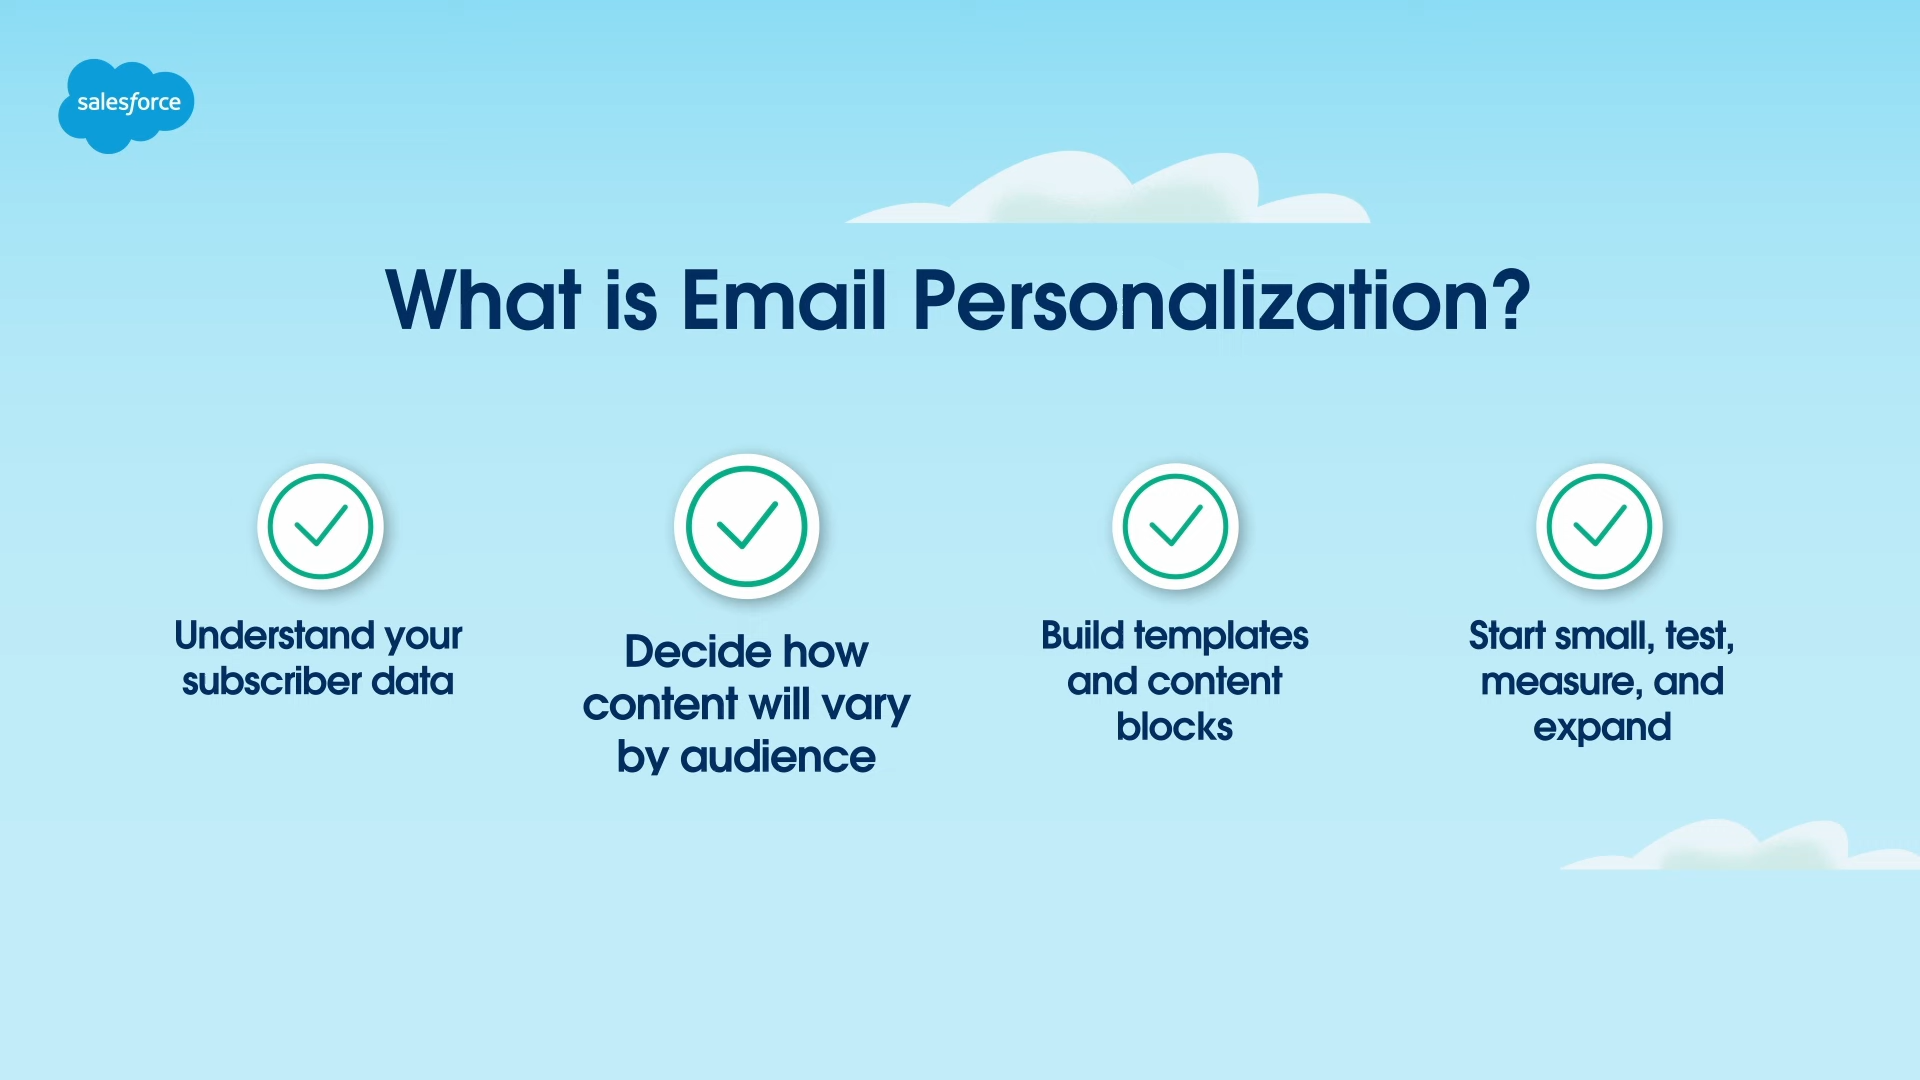 salesforce
What is Email Personalization?
Understand your
subscriber data
Decide how
content will vary
by audience
Build templates
and content
blocks
Start small, test,
measure, and
expand